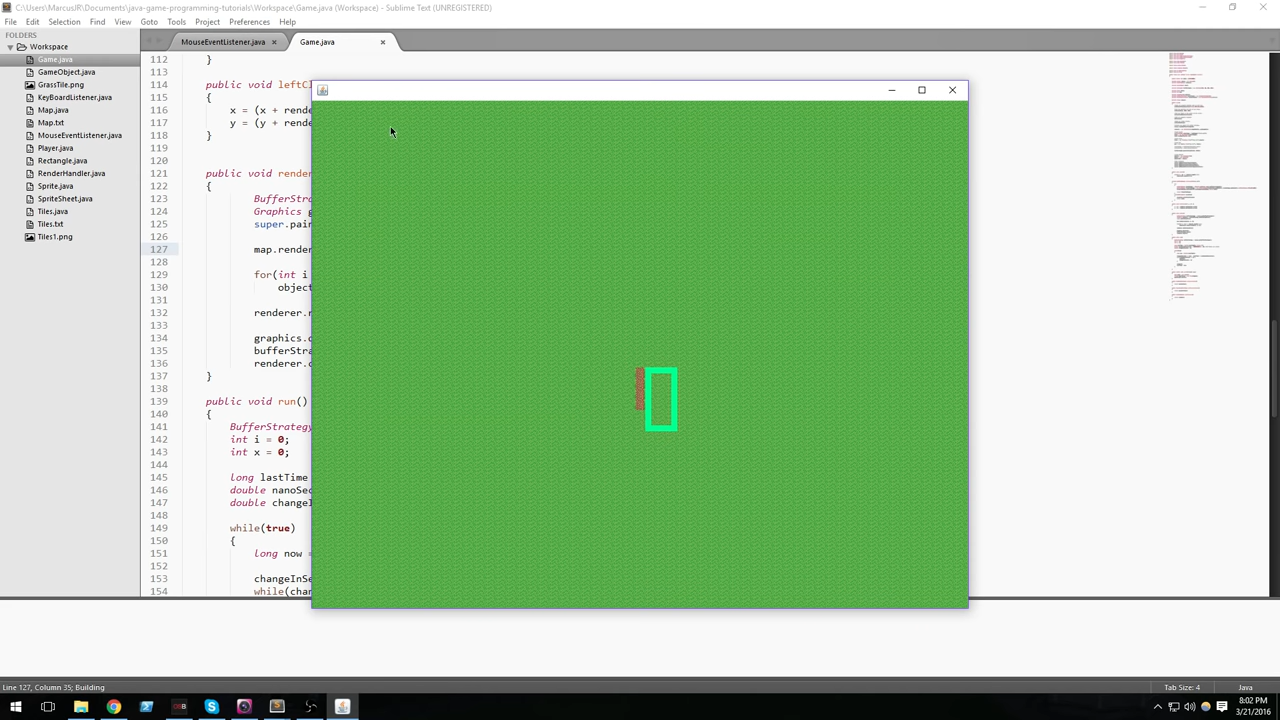 C:\Users\MarcusJR\Documents\java-game-programming-tutorials\Workspace\Game.java (Workspace) - Sublime Text (UNREGISTERED)
File Edit Selection Find View Goto Tools Project Preferences Help
FOLDERS
Workspace
Game.java
GameObject.java
GrassTile.png
KeyBoardListener.java
Map.java
Map.txt
MouseEventListener.java
Player.java
Rectangle.java
RenderHandler.java
Sprite.java
SpriteSheet.java
Tiles.java
Tiles.txt
Tiles1.png
MouseEventListener.java × Game.java ×
112 }
113
114 public void left
115 {
116 = (x + r
117 = (y + r
118
119
120
121 public void render
122 {
123 BufferStra
124 Graphics g
125 super
126
127 map.render
128
129 for(int i
130 object
131
132 renderer.r
133
134 graphics.
135 bufferStra
136 renderer.c
137 }
138
139 public void run()
140 {
141 BufferStrategy
142 int i = 0;
143 int x = 0;
144
145 long lastTime
146 double nanoSec
147 double change
148
149 while(true)
150 {
151 long now =
152
153 changeInSe
154 while(cha
Line 127, Column 35; Building
Tab Size: 4 Java
8:02 PM
3/21/2016